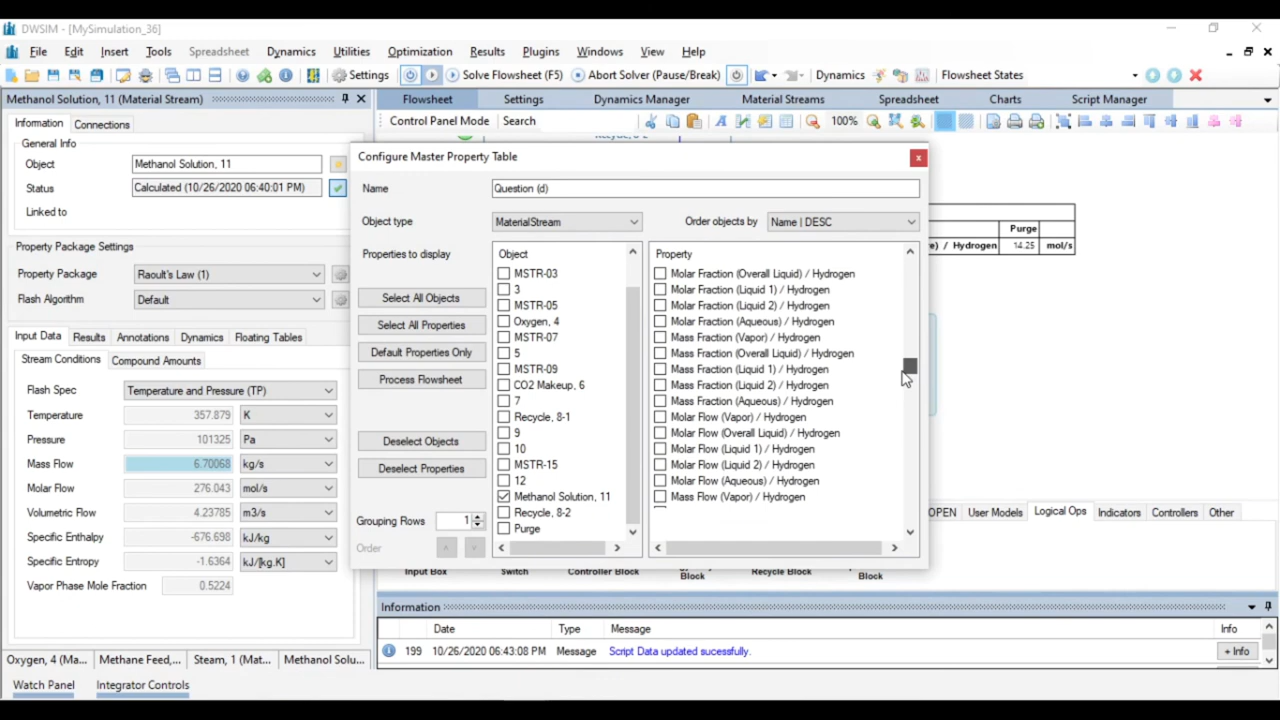 DWSIM - [MySimulation_36]
File Edit Insert Tools Spreadsheet Dynamics Utilities Optimization Results Plugins Windows View Help
Settings Solve Flowsheet (F5) Abort Solver (Pause/Break) Dynamics Flowsheet States
Methanol Solution, 11 (Material Stream)
Flowsheet Settings Dynamics Manager Material Streams Spreadsheet Charts Script Manager
Information Connections
Control Panel Mode Search 100%
General Info
Object Methanol Solution, 11
Status Calculated (10/26/2020 06:40:01 PM)
Linked to
Property Package Settings
Property Package Raoult's Law (1)
Flash Algorithm Default
Input Data Results Annotations Dynamics Floating Tables
Stream Conditions Compound Amounts
Flash Spec Temperature and Pressure (TP)
Temperature 357.879 K
Pressure 101325 Pa
Mass Flow 6.70068 kg/s
Molar Flow 276.043 mol/s
Volumetric Flow 4.23785 m3/s
Specific Enthalpy -676.698 kJ/kg
Specific Entropy -1.6364 kJ/[kg.K]
Vapor Phase Mole Fraction 0.5224
Oxygen, 4 (Ma... Methane Feed,... Steam, 1 (Mat... Methanol Solu...
Watch Panel Integrator Controls
Configure Master Property Table
Name Question (d)
Object type MaterialStream Order objects by Name | DESC
Properties to display
Select All Objects
Select All Properties
Default Properties Only
Process Flowsheet
Deselect Objects
Deselect Properties
Grouping Rows 1
Order
Object
MSTR-03
3
MSTR-05
Oxygen, 4
MSTR-07
5
MSTR-09
CO2 Makeup, 6
7
Recycle, 8-1
9
10
MSTR-15
12
Methanol Solution, 11
Recycle, 8-2
Purge
Property
Molar Fraction (Overall Liquid) / Hydrogen
Molar Fraction (Liquid 1) / Hydrogen
Molar Fraction (Liquid 2) / Hydrogen
Molar Fraction (Aqueous) / Hydrogen
Mass Fraction (Vapor) / Hydrogen
Mass Fraction (Overall Liquid) / Hydrogen
Mass Fraction (Liquid 1) / Hydrogen
Mass Fraction (Liquid 2) / Hydrogen
Mass Fraction (Aqueous) / Hydrogen
Molar Flow (Vapor) / Hydrogen
Molar Flow (Overall Liquid) / Hydrogen
Molar Flow (Liquid 1) / Hydrogen
Molar Flow (Liquid 2) / Hydrogen
Molar Flow (Aqueous) / Hydrogen
Mass Flow (Vapor) / Hydrogen
Purge
/ Hydrogen 14.25 mol/s
User Models Logical Ops Indicators Controllers Other
Input Box Switch Controller Block Block Recycle Block Block
Information
Date Type Message Info
199 10/26/2020 06:43:08 PM Message Script Data updated sucessfully. + Info